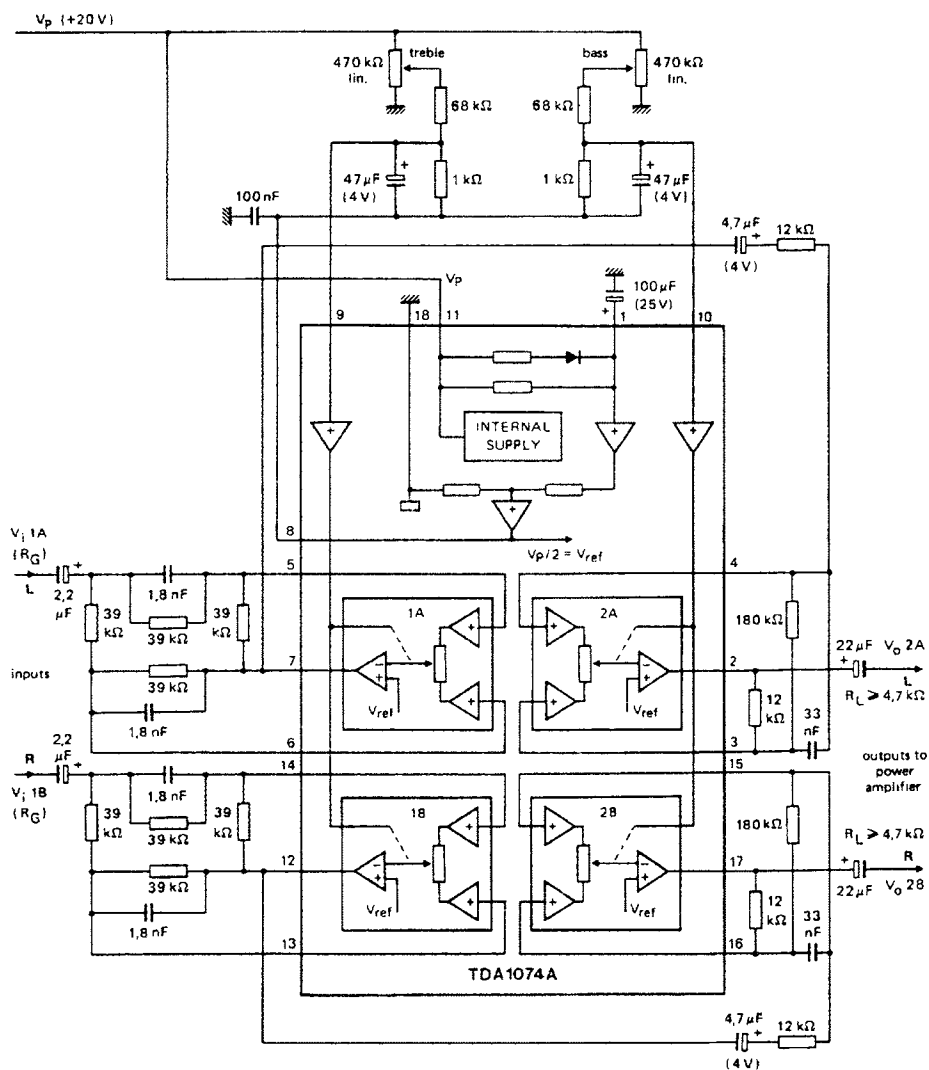 Vp (+20 V)
470 kΩ
lin.
treble
bass
470 kΩ
lin.
68 kΩ
68 kΩ
47 µF
(4V)
+
1 kΩ
1 kΩ
+
47 µF
(4V)
100 nF
4,7 µF
+
(4V)
12 kΩ
Vp
100 µF
(25V)
+
9
18
11
1
10
+
INTERNAL
SUPPLY
+
+
8
Vp/2 = Vref
Vi 1A
(RG)
L
+
2,2
µF
1,8 nF
39
kΩ
39 kΩ
39
kΩ
39 kΩ
1,8 nF
inputs
5
7
6
1A
+
+
−
+
Vref
2A
+
+
−
+
Vref
4
2
3
180 kΩ
12
kΩ
33
nF
22 µF
+
Vo 2A
L
RL ⩾ 4,7 kΩ
outputs to
power
amplifier
R
Vi 1B
(RG)
2,2
µF
+
1,8 nF
39
kΩ
39 kΩ
39
kΩ
39 kΩ
1,8 nF
14
12
13
1B
+
+
−
+
Vref
2B
+
+
−
+
Vref
15
17
16
180 kΩ
12
kΩ
33
nF
RL ⩾ 4,7 kΩ
+
22 µF
R
Vo 2B
TDA1074A
4,7 µF
+
(4V)
12 kΩ